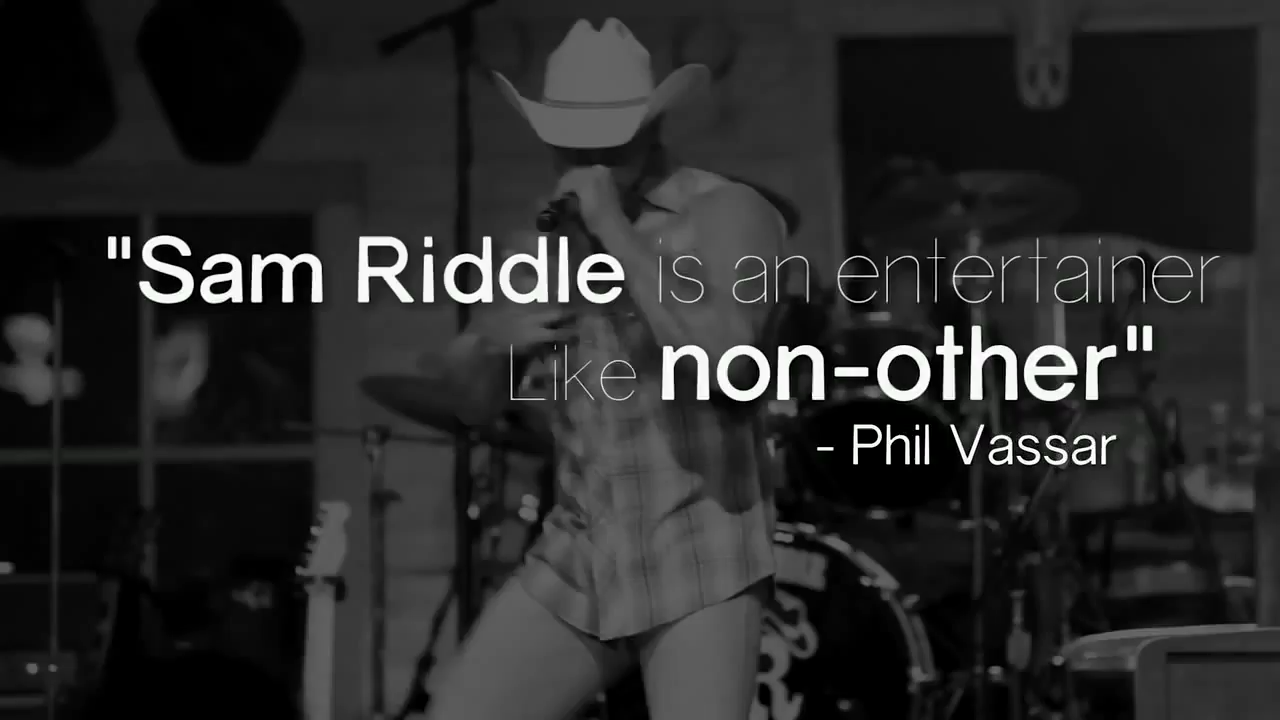 "Sam Riddle is an entertainer
Like non-other"
- Phil Vassar